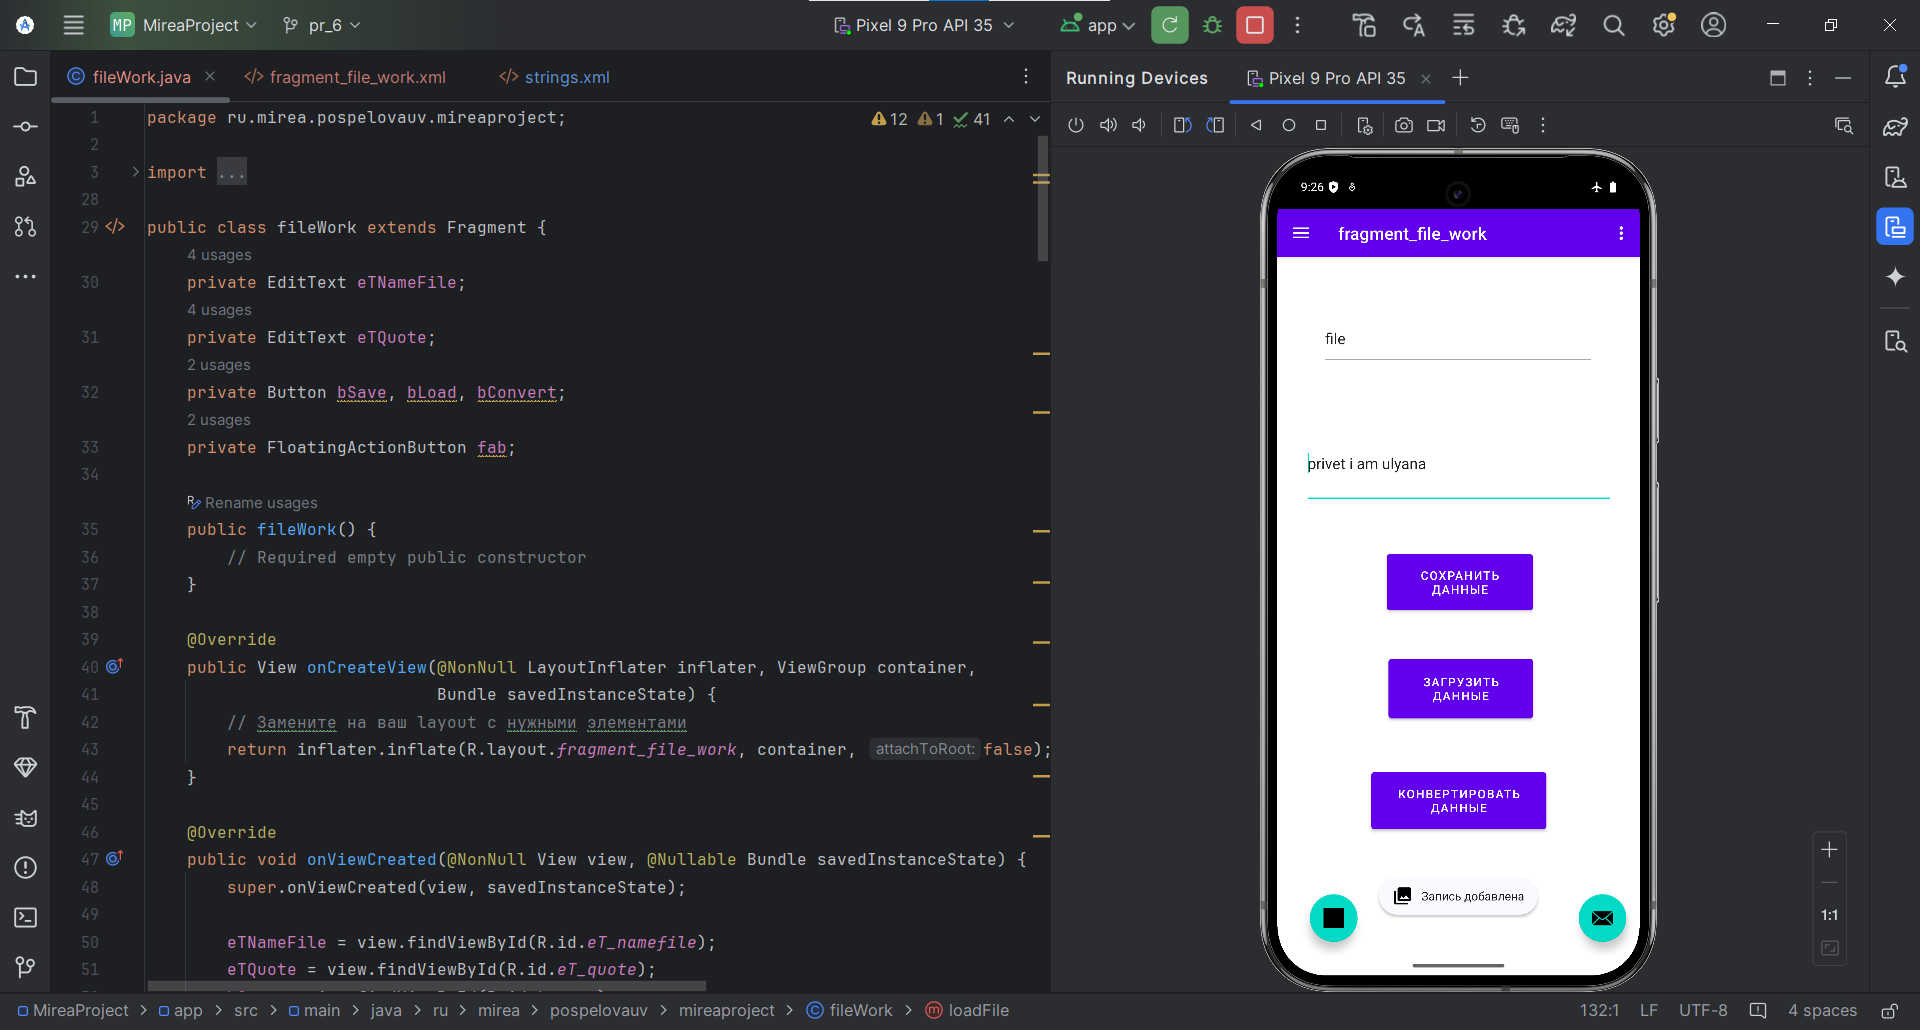 MP MireaProject pr_6 Pixel 9 Pro API 35 app
fileWork.java fragment_file_work.xml strings.xml
Running Devices Pixel 9 Pro API 35
12 1 41
1 package ru.mirea.pospelovauv.mireaproject;
2
3 import ...
28
29 public class fileWork extends Fragment {
4 usages
30 private EditText eTNameFile;
4 usages
31 private EditText eTQuote;
2 usages
32 private Button bSave, bLoad, bConvert;
2 usages
33 private FloatingActionButton fab;
34
Rename usages
35 public fileWork() {
36 // Required empty public constructor
37 }
38
39 @Override
40 public View onCreateView(@NonNull LayoutInflater inflater, ViewGroup container,
41 Bundle savedInstanceState) {
42 // Замените на ваш layout с нужными элементами
43 return inflater.inflate(R.layout.fragment_file_work, container, attachToRoot: false);
44 }
45
46 @Override
47 public void onViewCreated(@NonNull View view, @Nullable Bundle savedInstanceState) {
48 super.onViewCreated(view, savedInstanceState);
49
50 eTNameFile = view.findViewById(R.id.eT_namefile);
51 eTQuote = view.findViewById(R.id.eT_quote);
9:26
fragment_file_work
file
privet i am ulyana
СОХРАНИТЬ
ДАННЫЕ
ЗАГРУЗИТЬ
ДАННЫЕ
КОНВЕРТИРОВАТЬ
ДАННЫЕ
Запись добавлена
1:1
MireaProject > app > src > main > java > ru > mirea > pospelovauv > mireaproject > fileWork > loadFile
132:1 LF UTF-8 4 spaces